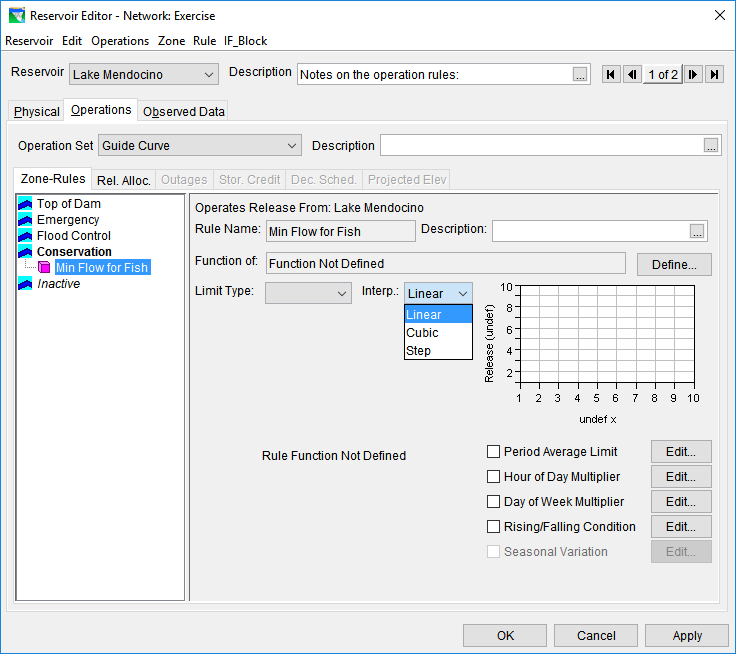 Reservoir Editor - Network: Exercise
Reservoir Edit Operations Zone Rule IF_Block
Reservoir Lake Mendocino Description Notes on the operation rules: ... 1 of 2
Physical Operations Observed Data
Operation Set Guide Curve Description ...
Zone-Rules Rel. Alloc. Outages Stor. Credit Dec. Sched. Projected Elev
Top of Dam
Emergency
Flood Control
Conservation
Min Flow for Fish
Inactive
Operates Release From: Lake Mendocino
Rule Name: Min Flow for Fish Description: ...
Function of: Function Not Defined Define...
Limit Type: Interp.: Linear
Linear
Cubic
Step
Release (undef)
10
8
6
4
2
1 2 3 4 5 6 7 8 9 10
undef x
Rule Function Not Defined
Period Average Limit Edit...
Hour of Day Multiplier Edit...
Day of Week Multiplier Edit...
Rising/Falling Condition Edit...
Seasonal Variation Edit...
OK Cancel Apply